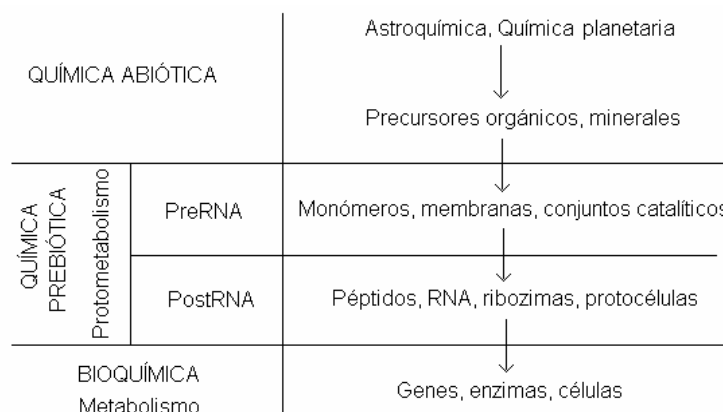 Astroquímica, Química planetaria
QUÍMICA ABIÓTICA
Precursores orgánicos, minerales
QUÍMICA
PREBIÓTICA
Protometabolismo
PreRNA
Monómeros, membranas, conjuntos catalíticos
PostRNA
Péptidos, RNA, ribozimas, protocélulas
BIOQUÍMICA
Metabolismo
Genes, enzimas, células